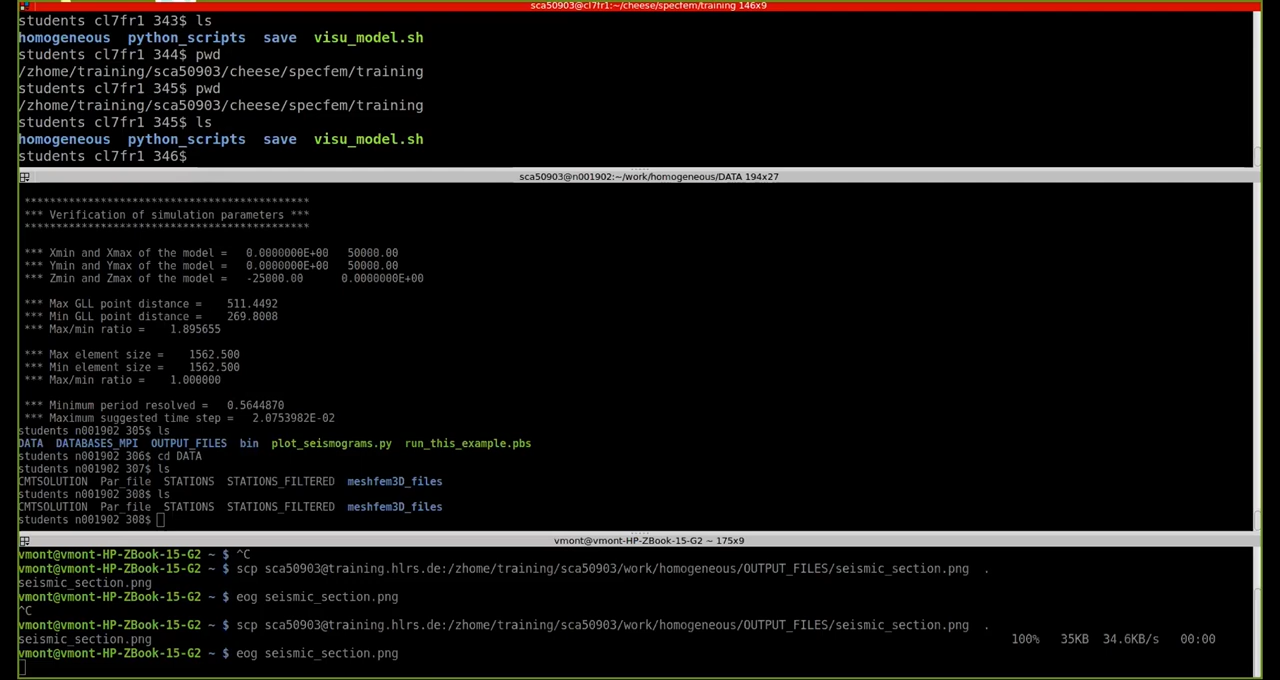 sca50903@cl7fr1:~/cheese/specfem/training 146x9
students cl7fr1 343$ ls
homogeneous  python_scripts  save  visu_model.sh
students cl7fr1 344$ pwd
/zhome/training/sca50903/cheese/specfem/training
students cl7fr1 345$ pwd
/zhome/training/sca50903/cheese/specfem/training
students cl7fr1 345$ ls
homogeneous  python_scripts  save  visu_model.sh
students cl7fr1 346$
sca50903@n001902:~/work/homogeneous/DATA 194x27
*********************************************
*** Verification of simulation parameters ***
*********************************************
*** Xmin and Xmax of the model =   0.0000000E+00   50000.00
*** Ymin and Ymax of the model =   0.0000000E+00   50000.00
*** Zmin and Zmax of the model =  -25000.00      0.0000000E+00
*** Max GLL point distance =    511.4492
*** Min GLL point distance =    269.8008
*** Max/min ratio =    1.895655
*** Max element size =    1562.500
*** Min element size =    1562.500
*** Max/min ratio =    1.000000
*** Minimum period resolved =   0.5644870
*** Maximum suggested time step =   2.0753982E-02
students n001902 305$ ls
DATA  DATABASES_MPI  OUTPUT_FILES  bin  plot_seismograms.py  run_this_example.pbs
students n001902 306$ cd DATA
students n001902 307$ ls
CMTSOLUTION  Par_file  STATIONS  STATIONS_FILTERED  meshfem3D_files
students n001902 308$ ls
CMTSOLUTION  Par_file  STATIONS  STATIONS_FILTERED  meshfem3D_files
students n001902 308$
vmont@vmont-HP-ZBook-15-G2 ~ 175x9
vmont@vmont-HP-ZBook-15-G2 ~ $ ^C
vmont@vmont-HP-ZBook-15-G2 ~ $ scp sca50903@training.hlrs.de:/zhome/training/sca50903/work/homogeneous/OUTPUT_FILES/seismic_section.png  .
seismic_section.png
vmont@vmont-HP-ZBook-15-G2 ~ $ eog seismic_section.png
^C
vmont@vmont-HP-ZBook-15-G2 ~ $ scp sca50903@training.hlrs.de:/zhome/training/sca50903/work/homogeneous/OUTPUT_FILES/seismic_section.png  .
seismic_section.png   100%   35KB  34.6KB/s   00:00
vmont@vmont-HP-ZBook-15-G2 ~ $ eog seismic_section.png